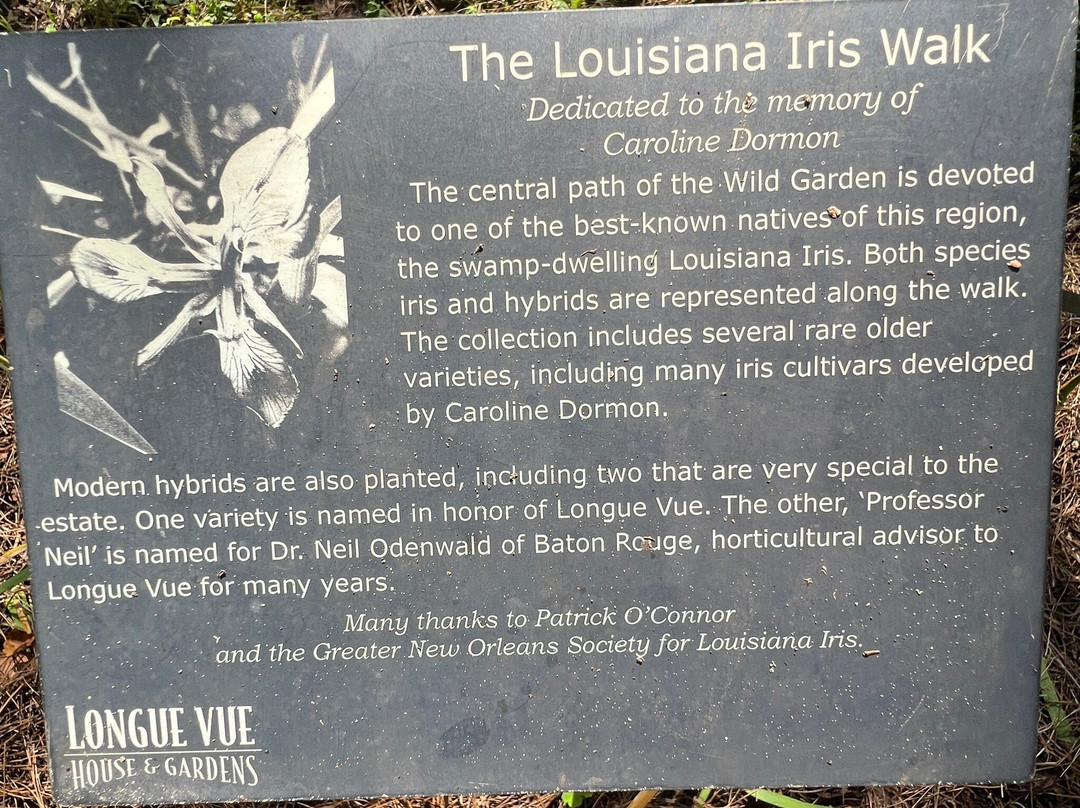 The Louisiana Iris Walk
Dedicated to the memory of
Caroline Dormon
The central path of the Wild Garden is devoted
to one of the best-known natives of this region,
the swamp-dwelling Louisiana Iris. Both species
iris and hybrids are represented along the walk.
The collection includes several rare older
varieties, including many iris cultivars developed
by Caroline Dormon.
Modern hybrids are also planted, including two that are very special to the
estate. One variety is named in honor of Longue Vue. The other, ‘Professor
Neil’ is named for Dr. Neil Odenwald of Baton Rouge, horticultural advisor to
Longue Vue for many years.
Many thanks to Patrick O’Connor
and the Greater New Orleans Society for Louisiana Iris.
LONGUE VUE
HOUSE & GARDENS